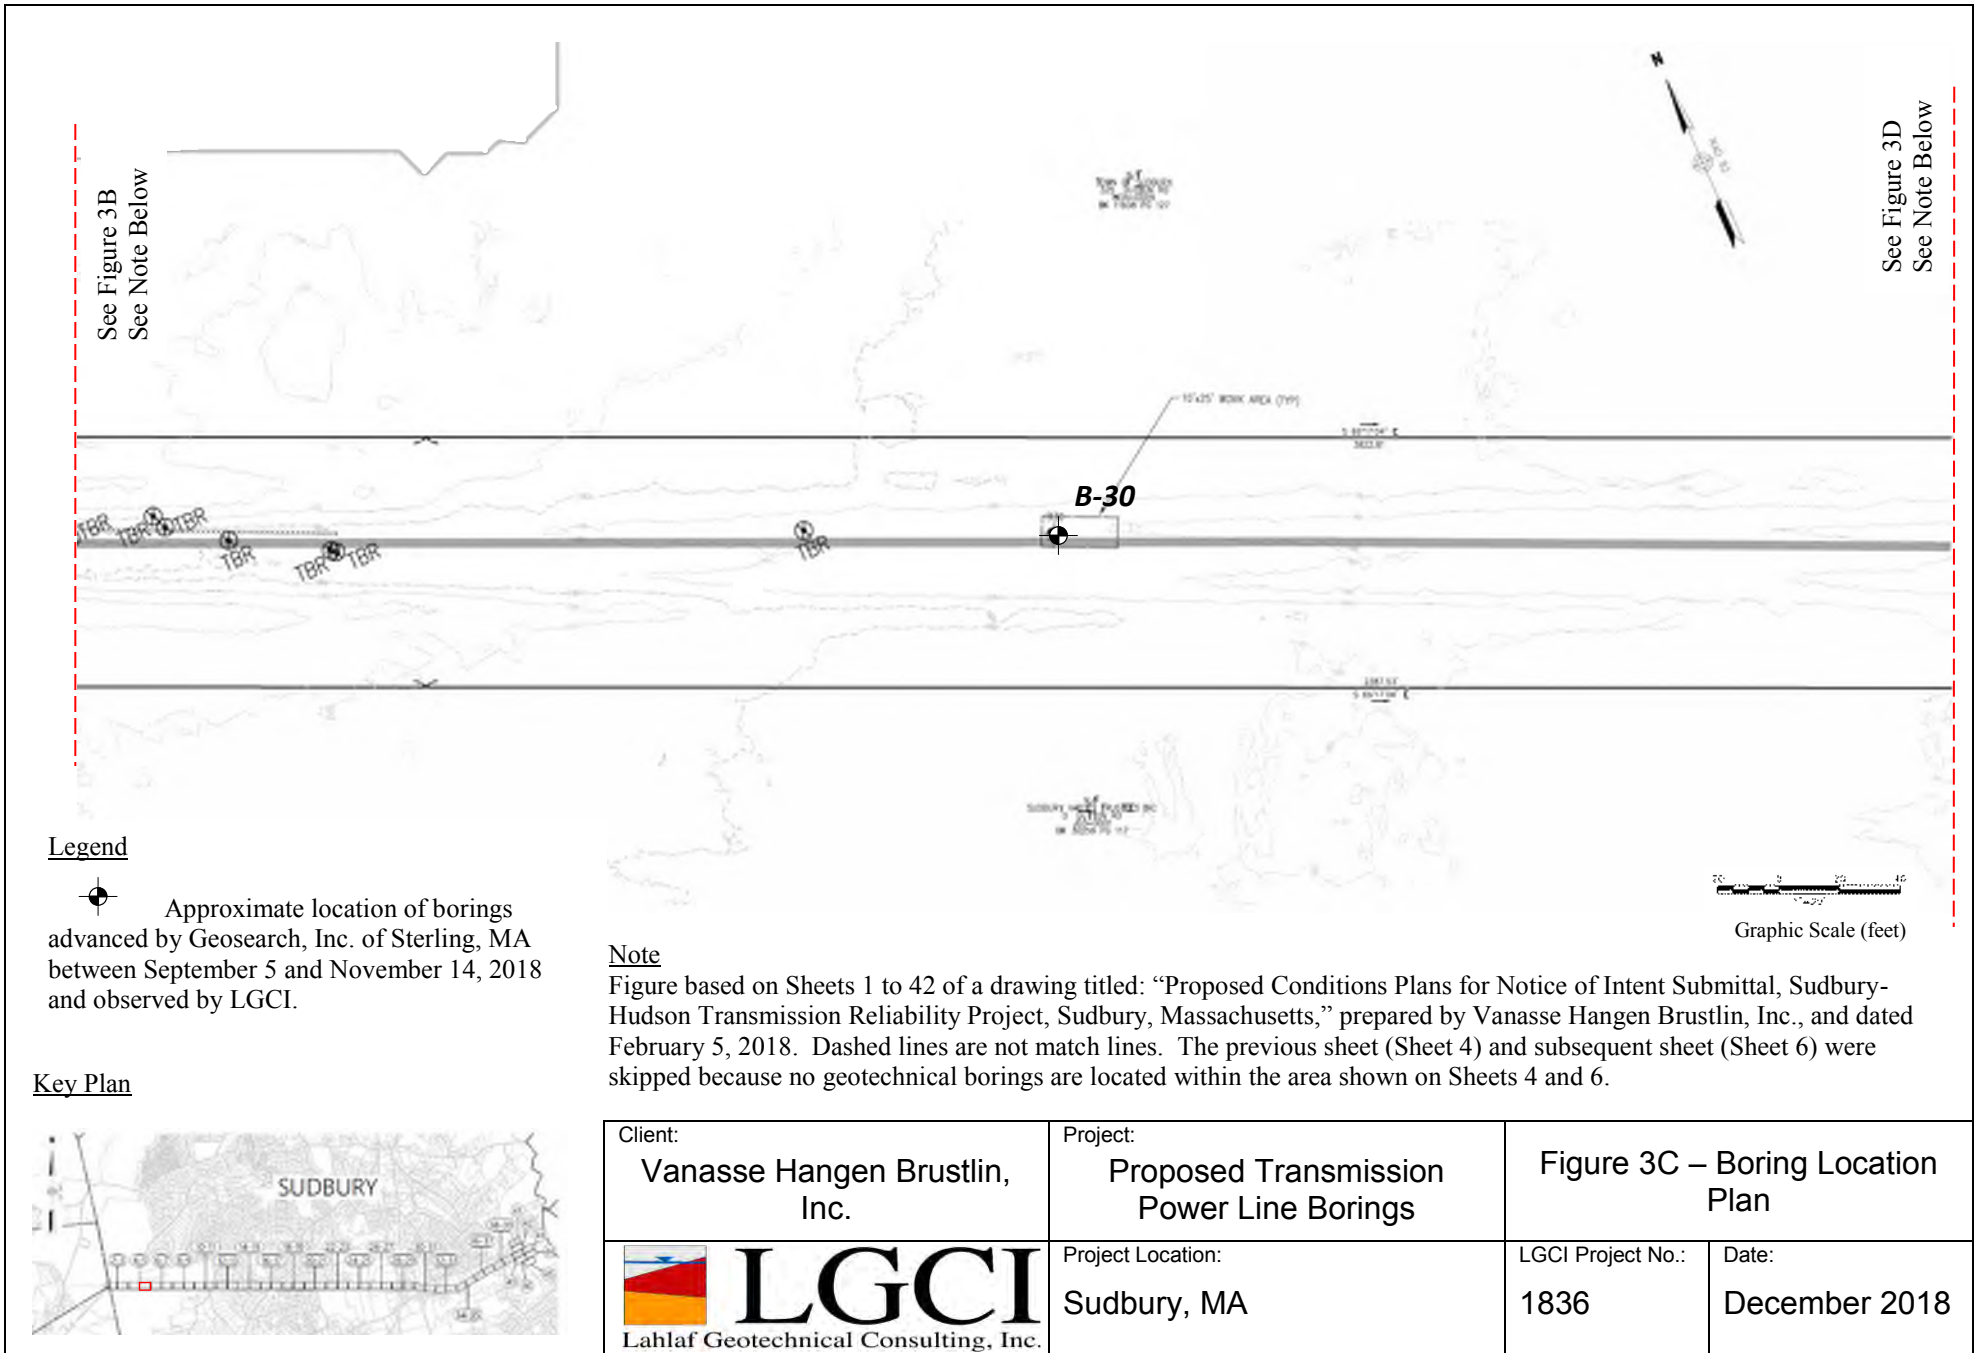 N
See Figure 3B
See Note Below
See Figure 3D
See Note Below
10'x25' WORK AREA (TYP)
B-30
TBR
TBR
TBR
TBR
TBR
TBR
TBR
Legend
Approximate location of borings
advanced by Geosearch, Inc. of Sterling, MA
between September 5 and November 14, 2018
and observed by LGCI.
Graphic Scale (feet)
Note
Figure based on Sheets 1 to 42 of a drawing titled: “Proposed Conditions Plans for Notice of Intent Submittal, Sudbury-
Hudson Transmission Reliability Project, Sudbury, Massachusetts,” prepared by Vanasse Hangen Brustlin, Inc., and dated
February 5, 2018.  Dashed lines are not match lines.  The previous sheet (Sheet 4) and subsequent sheet (Sheet 6) were
skipped because no geotechnical borings are located within the area shown on Sheets 4 and 6.
Key Plan
SUDBURY
Client:
Vanasse Hangen Brustlin,
Inc.
Project:
Proposed Transmission
Power Line Borings
Figure 3C – Boring Location
Plan
LGCI
Lahlaf Geotechnical Consulting, Inc.
Project Location:
Sudbury, MA
LGCI Project No.:
1836
Date:
December 2018